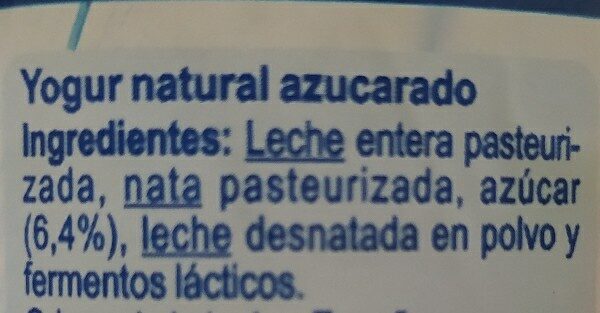 Yogur natural azucarado
Ingredientes: Leche entera pasteuri-
zada, nata pasteurizada, azúcar
(6,4%), leche desnatada en polvo y
fermentos lácticos.